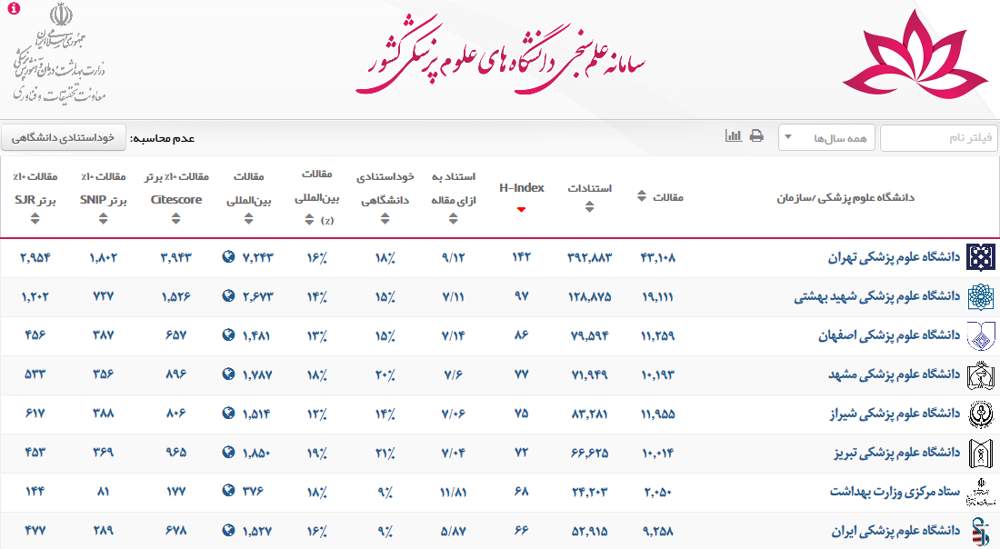 جمهوری اسلامی ایران
وزارت بهداشت، درمان و آموزش پزشکی
معاونت تحقیقات و فناوری
سامانه علم سنجی دانشگاه های علوم پزشکی کشور
فیلتر نام
همه سال‌ها
عدم محاسبه:
خوداستنادی دانشگاهی
دانشگاه علوم پزشکی /سازمان
مقالات
استنادات
H-Index
استناد به
ازای مقاله
خوداستنادی
دانشگاهی
مقالات
بین‌المللی
(٪)
مقالات
بین‌المللی
مقالات ۱۰٪ برتر
Citescore
مقالات ۱۰٪
برتر SNIP
مقالات ۱۰٪
برتر SJR
دانشگاه علوم پزشکی تهران ۴۳,۱۰۸ ۳۹۲,۸۸۳ ۱۴۲ ۹/۱۲ ۱۸٪ ۱۶٪ ۷,۲۴۳ ۳,۹۴۳ ۱,۸۰۲ ۲,۹۵۴
دانشگاه علوم پزشکی شهید بهشتی ۱۹,۱۱۱ ۱۲۸,۸۷۵ ۹۷ ۷/۱۱ ۱۵٪ ۱۴٪ ۲,۶۷۳ ۱,۵۲۶ ۷۲۷ ۱,۲۰۲
دانشگاه علوم پزشکی اصفهان ۱۱,۲۵۹ ۷۹,۵۹۴ ۸۶ ۷/۱۴ ۱۵٪ ۱۳٪ ۱,۴۸۱ ۶۵۷ ۳۸۷ ۴۵۶
دانشگاه علوم پزشکی مشهد ۱۰,۱۹۳ ۷۱,۹۴۹ ۷۷ ۷/۶ ۲۰٪ ۱۸٪ ۱,۷۸۷ ۸۹۶ ۳۵۶ ۵۳۳
دانشگاه علوم پزشکی شیراز ۱۱,۹۵۵ ۸۳,۲۸۱ ۷۵ ۷/۰۶ ۱۴٪ ۱۲٪ ۱,۵۱۴ ۸۰۶ ۳۸۸ ۶۱۷
دانشگاه علوم پزشکی تبریز ۱۰,۰۱۴ ۶۶,۶۲۵ ۷۲ ۷/۰۴ ۲۱٪ ۱۹٪ ۱,۸۵۰ ۹۶۵ ۳۶۹ ۴۵۳
ستاد مرکزی وزارت بهداشت ۲,۰۵۰ ۲۴,۲۰۳ ۶۸ ۱۱/۸۱ ۹٪ ۱۸٪ ۳۷۶ ۱۷۷ ۸۱ ۱۴۴
دانشگاه علوم پزشکی ایران ۹,۲۵۸ ۵۲,۹۱۵ ۶۶ ۵/۸۷ ۹٪ ۱۶٪ ۱,۵۲۷ ۶۷۸ ۲۸۹ ۴۷۷